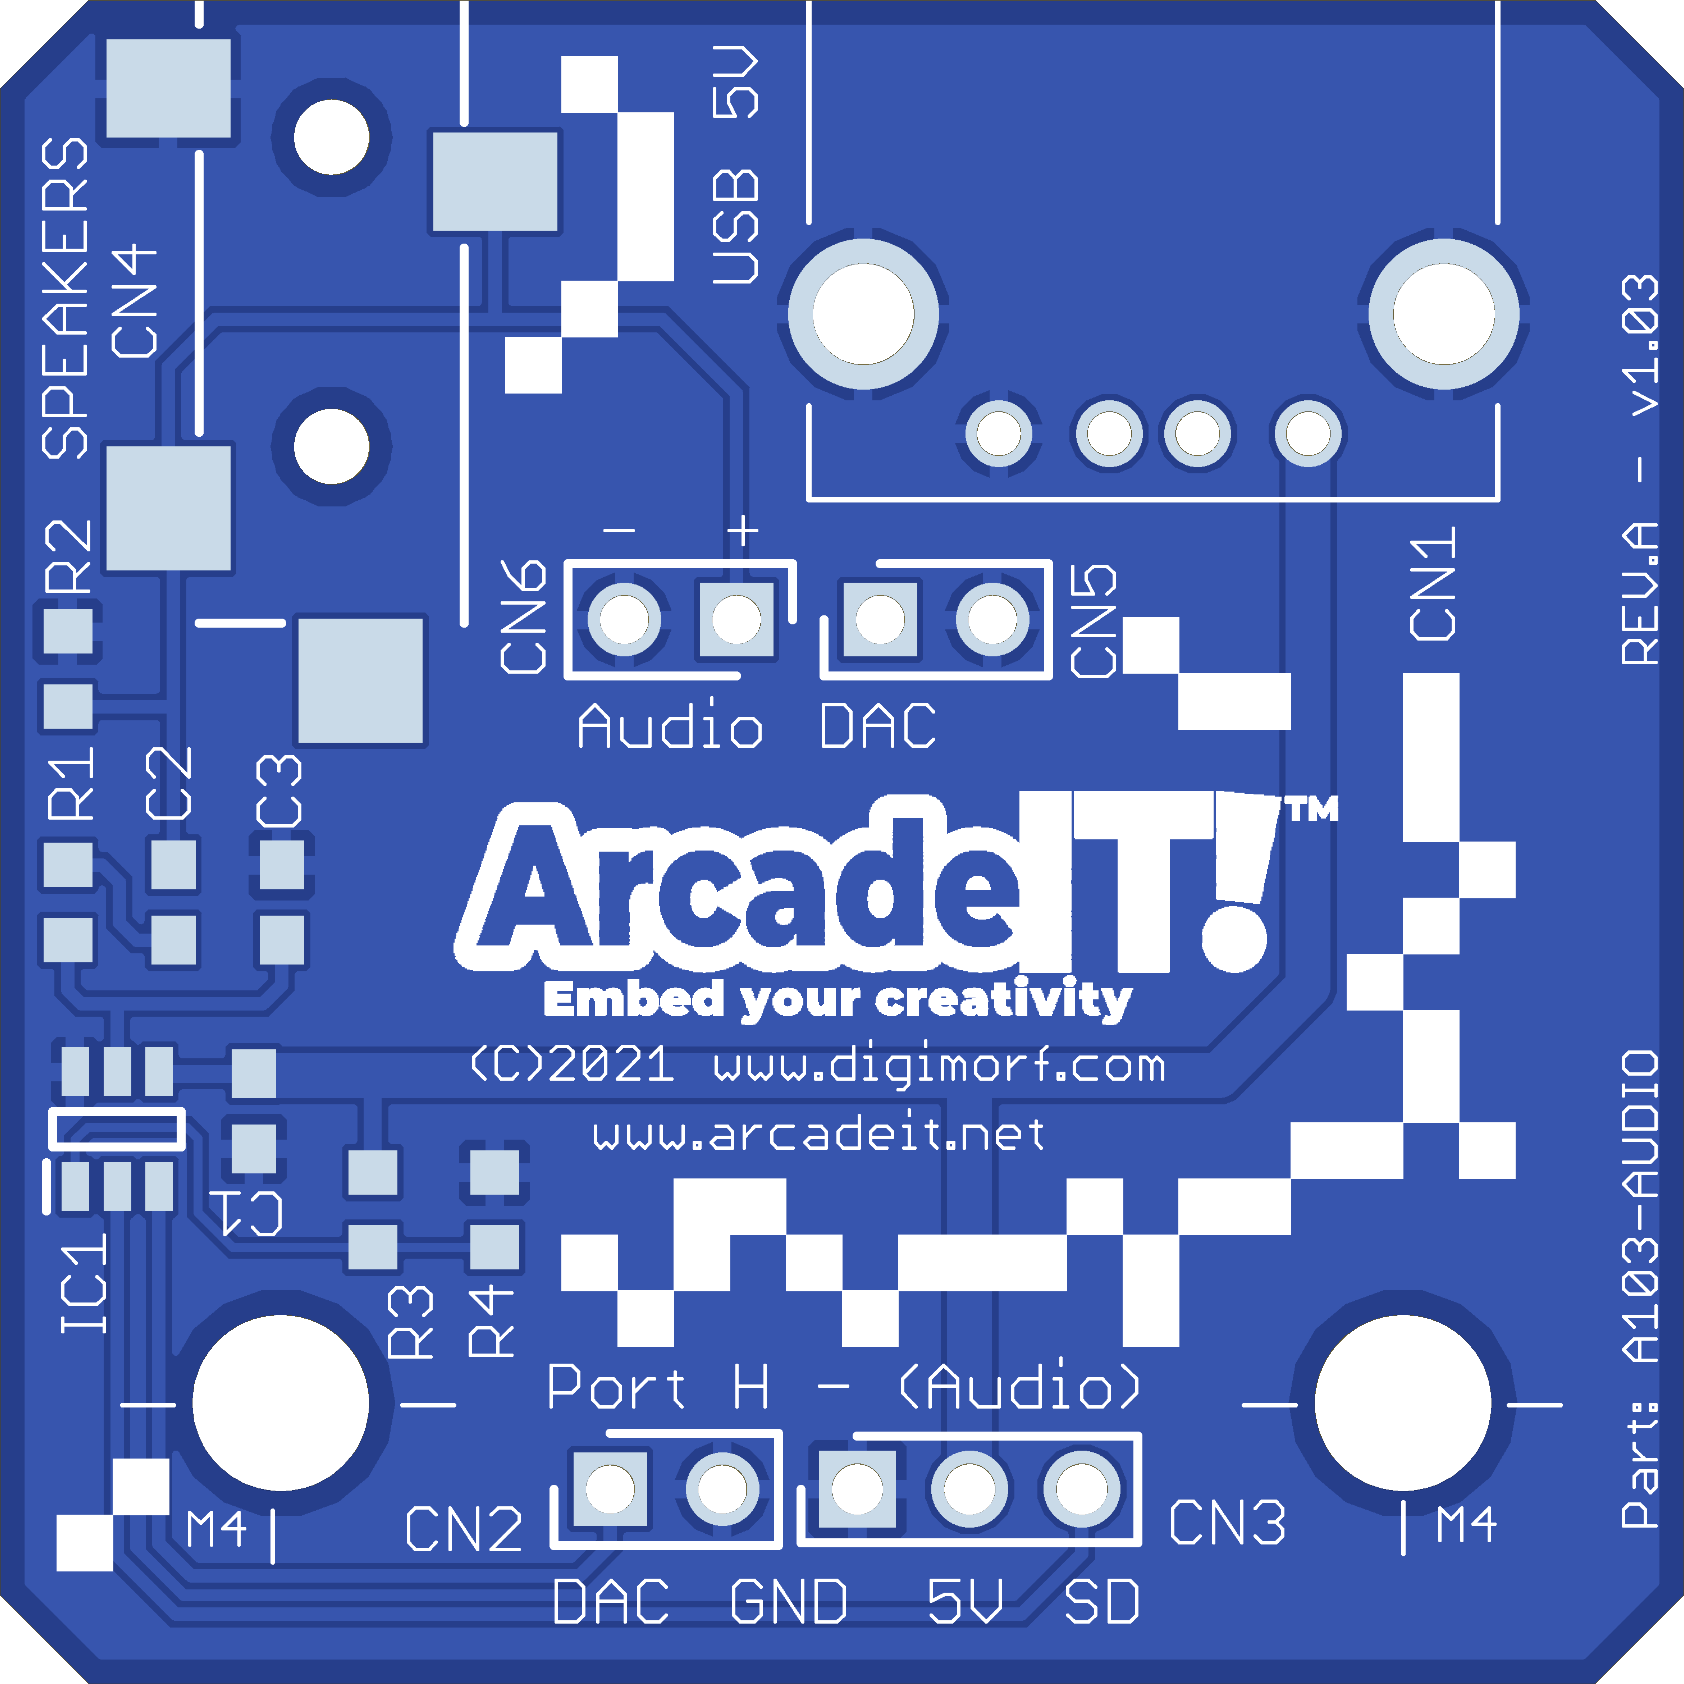 SPEAKERS
CN4
USB 5V
REV.A - v1.03
R2
- +
CN6
CN5
CN1
Audio
DAC
R1
C2
C3
ArcadeIT!™
Embed your creativity
(C)2021 www.digimorf.com
www.arcadeit.net
C1
IC1
R3
R4
Part: A103-AUDIO
Port H - (Audio)
M4
CN2
CN3
M4
DAC GND 5V SD